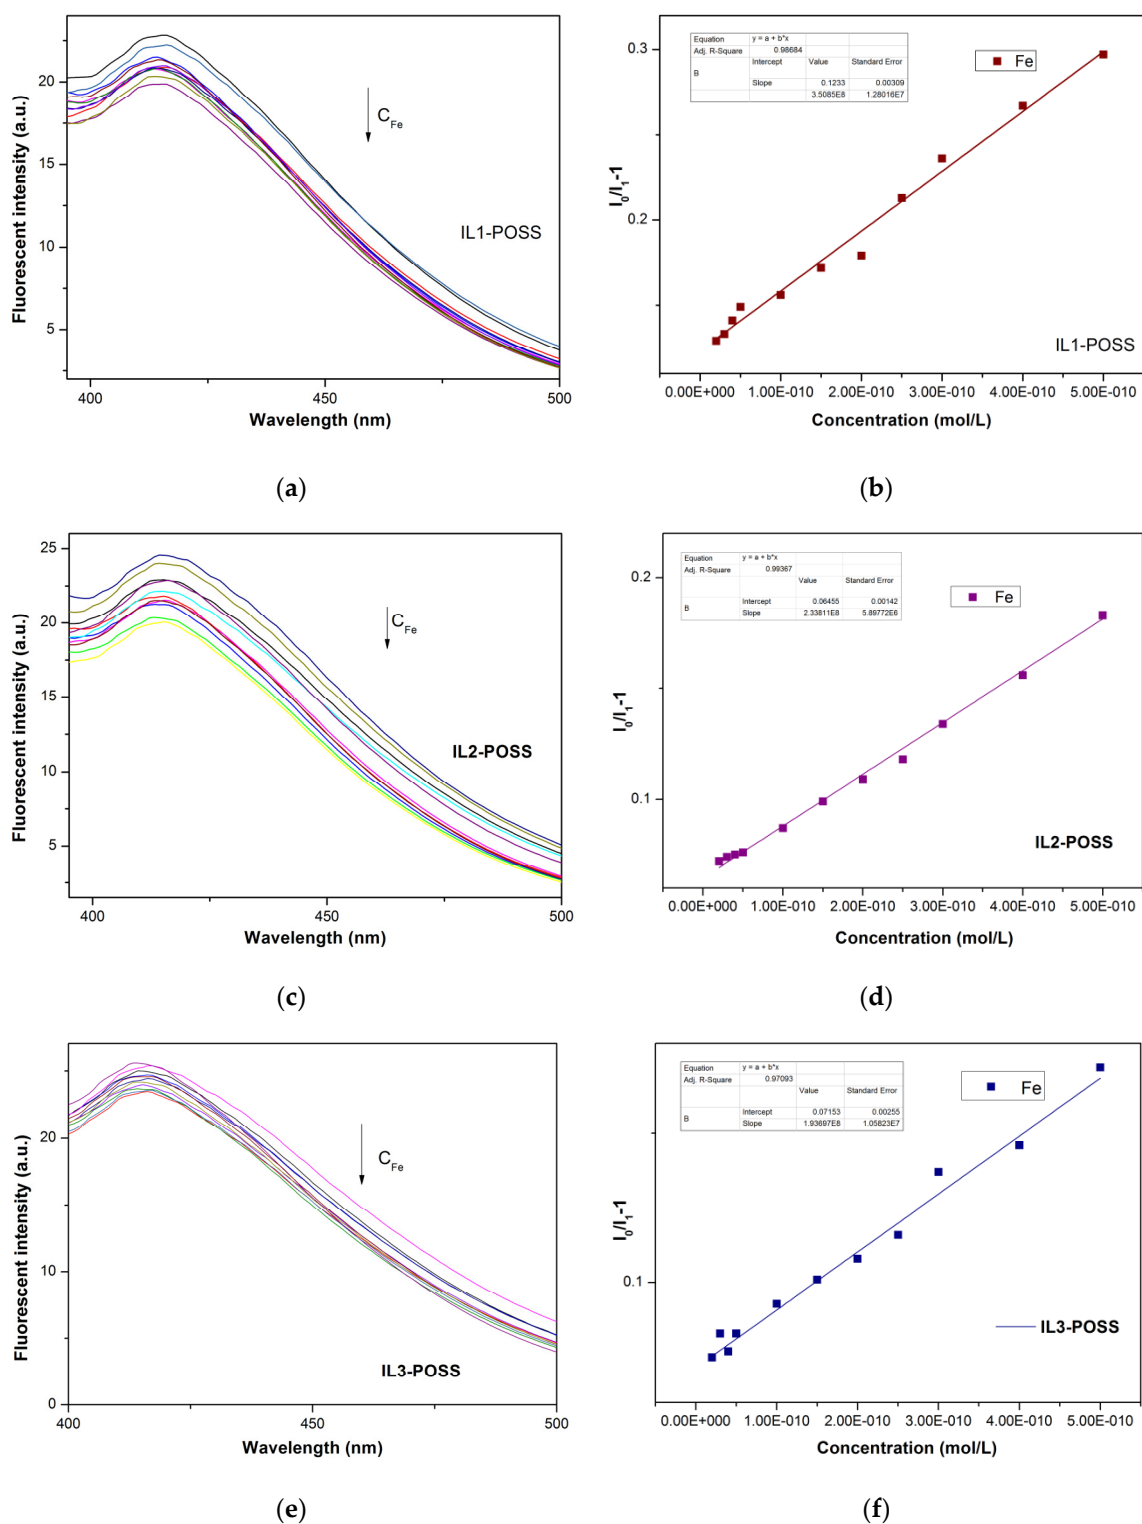 Fluorescent intensity (a.u.)
20
15
10
5
400
450
500
Wavelength (nm)
C_Fe
IL1-POSS
(a)
I₀/I₁-1
0.3
0.2
Equation y = a + b*x
Adj. R-Square 0.98684
Intercept Value Standard Error
B
Slope 0.1233 0.00309
3.5085E8 1.28016E7
Fe
IL1-POSS
0.00E+000 1.00E-010 2.00E-010 3.00E-010 4.00E-010 5.00E-010
Concentration (mol/L)
(b)
Fluorescent intensity (a.u.)
25
20
15
10
5
400
450
500
Wavelength (nm)
C_Fe
IL2-POSS
(c)
I₀/I₁-1
0.2
0.1
Equation y = a + b*x
Adj. R-Square 0.99367
Value Standard Error
B
Intercept 0.06455 0.00142
Slope 2.33811E8 5.89772E6
Fe
IL2-POSS
0.00E+000 1.00E-010 2.00E-010 3.00E-010 4.00E-010 5.00E-010
Concentration (mol/L)
(d)
Fluorescent intensity (a.u.)
20
10
0
400
450
500
Wavelength (nm)
C_Fe
IL3-POSS
(e)
I₀/I₁-1
0.1
Equation y = a + b*x
Adj. R-Square 0.97093
Value Standard Error
B
Intercept 0.07153 0.00255
Slope 1.93697E8 1.05823E7
Fe
IL3-POSS
0.00E+000 1.00E-010 2.00E-010 3.00E-010 4.00E-010 5.00E-010
Concentration (mol/L)
(f)